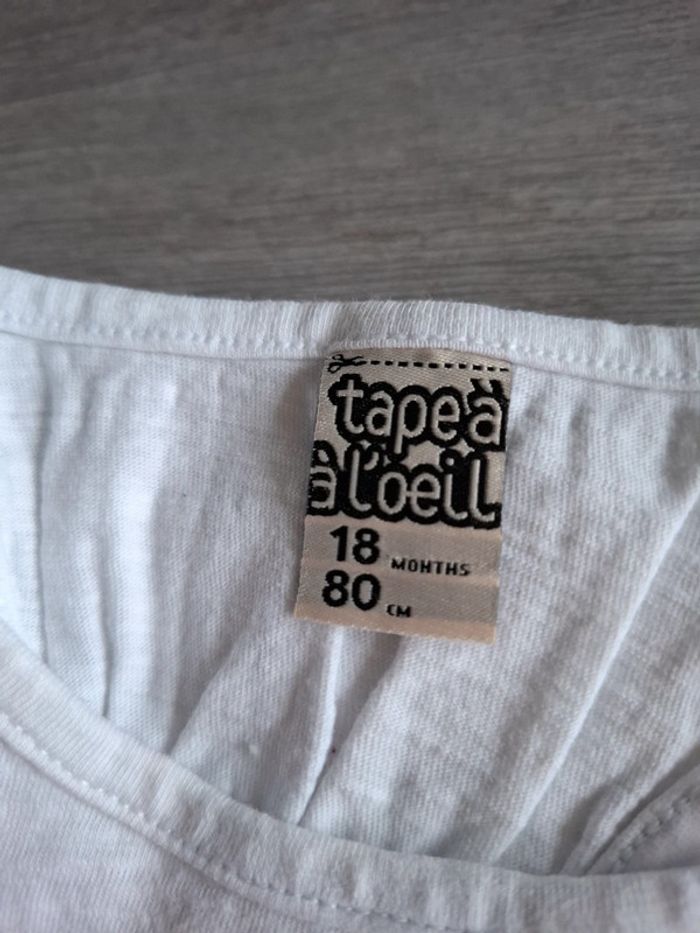 tape à
à l'oeil
18 MONTHS
80 CM